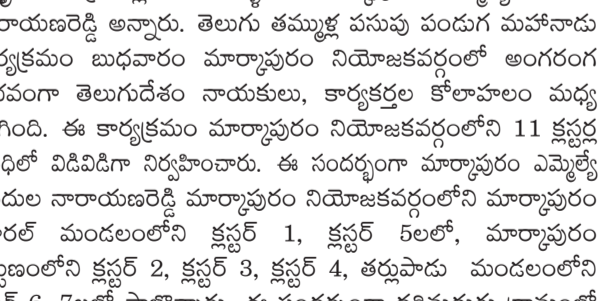 రాయణరెడ్డి అన్నారు. తెలుగు తమ్ముళ్ల పసుపు పండుగ మహానాడు
ర్యక్రమం బుధవారం మార్కాపురం నియోజకవర్గంలో అంగరంగ
రవంగా తెలుగుదేశం నాయకులు, కార్యకర్తల కోలాహలం మధ్య
గింది. ఈ కార్యక్రమం మార్కాపురం నియోజకవర్గంలోని 11 క్లస్టర్ల
ధిలో విడివిడిగా నిర్వహించారు. ఈ సందర్భంగా మార్కాపురం ఎమ్మెల్యే
దుల నారాయణరెడ్డి మార్కాపురం నియోజకవర్గంలోని మార్కాపురం
రల్ మండలంలోని క్లస్టర్ 1, క్లస్టర్ 5లలో, మార్కాపురం
ణంలోని క్లస్టర్ 2, క్లస్టర్ 3, క్లస్టర్ 4, తర్లుపాడు మండలంలోని